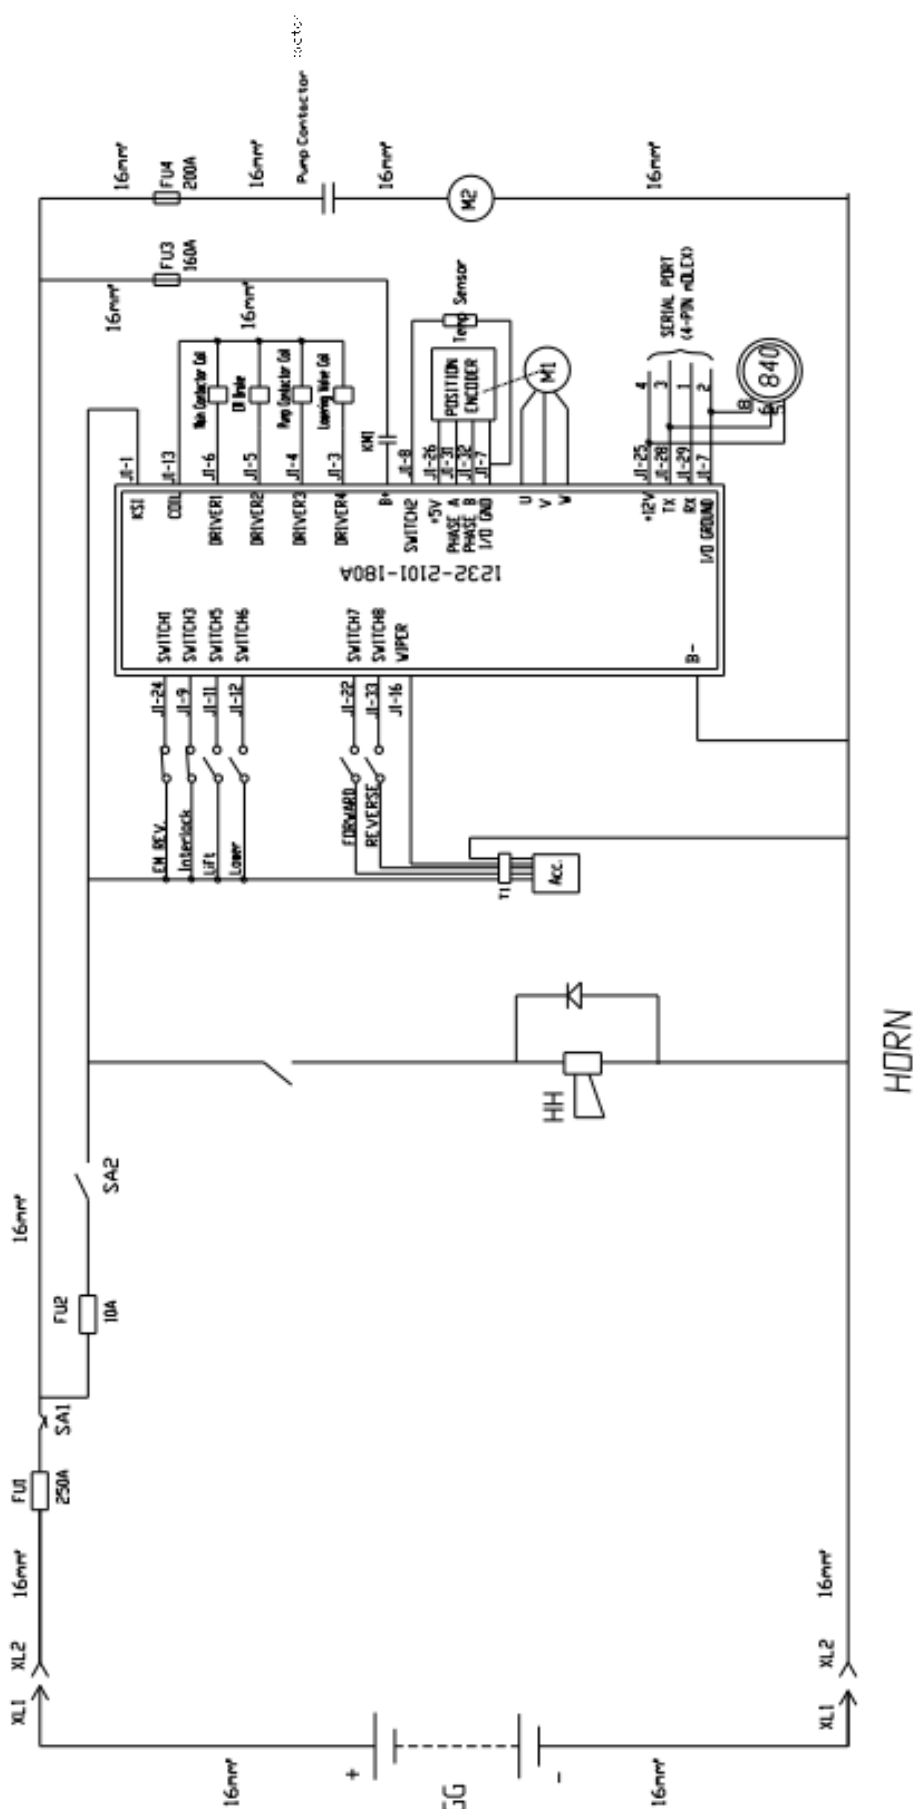 16mm²
FU4
200A
16mm²
Pump Contactor
16mm²
M2
16mm²
16mm²
FU3
160A
16mm²
Main Contactor Coil
EM Brake
Pump Contactor Coil
Lowering Valve Coil
KM1
Temp Sensor
POSITION
ENCODER
M1
SERIAL PORT
(4-PIN mOLEX)
4
3
1
2
8
6
5
840
J1-1
J1-13
J1-6
J1-5
J1-4
J1-3
J1-8
J1-26
J1-31
J1-32
J1-7
J1-25
J1-28
J1-29
J1-7
KSI
COIL
DRIVER1
DRIVER2
DRIVER3
DRIVER4
B+
SWITCH2
+5V
PHASE A
PHASE B
I/O GND
U
V
W
+12V
TX
RX
I/O GROUND
1232-2101-180A
SWITCH1
SWITCH3
SWITCH5
SWITCH6
SWITCH7
SWITCH8
WIPER
B-
J1-24
J1-9
J1-11
J1-12
J1-22
J1-33
J1-16
EM REV.
Interlock
Lift
Lower
FORWARD
REVERSE
T1
Acc.
HH
HORN
SA2
16mm²
FU2
10A
SA1
FU1
250A
16mm²
16mm²
XL2
XL2
XL1
XL1
+
-
16mm²
GG
16mm²